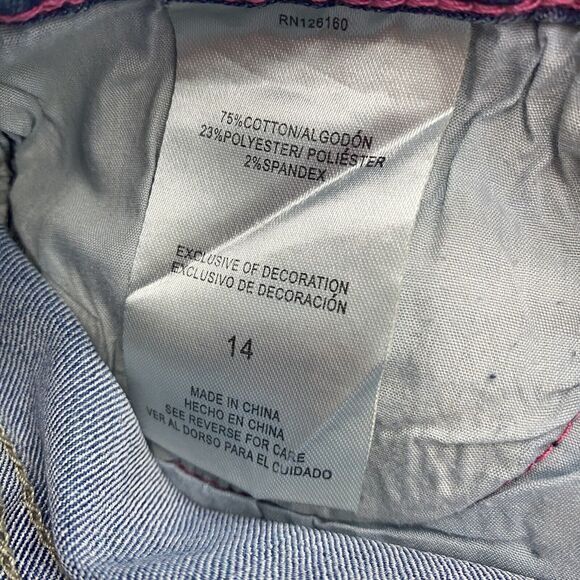 RN126160
75%COTTON/ALGODÓN
23%POLYESTER/ POLIÉSTER
2%SPANDEX
EXCLUSIVE OF DECORATION
EXCLUSIVO DE DECORACIÓN
14
MADE IN CHINA
HECHO EN CHINA
SEE REVERSE FOR CARE
VER AL DORSO PARA EL CUIDADO